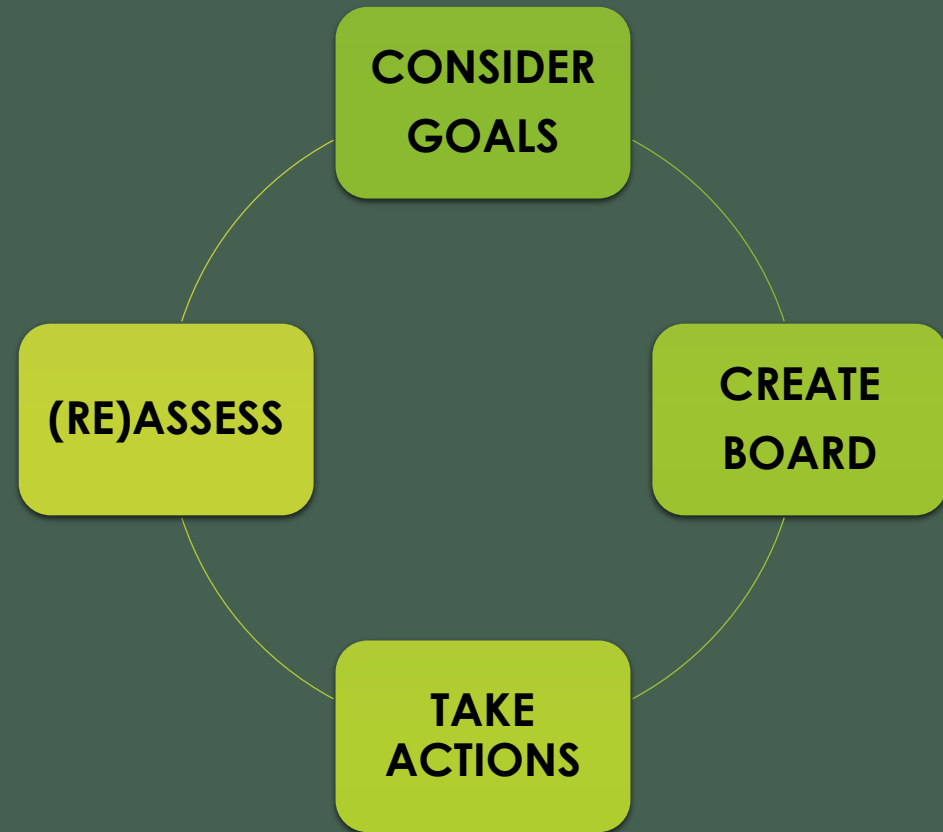 CONSIDER
GOALS
CREATE
BOARD
TAKE
ACTIONS
(RE)ASSESS